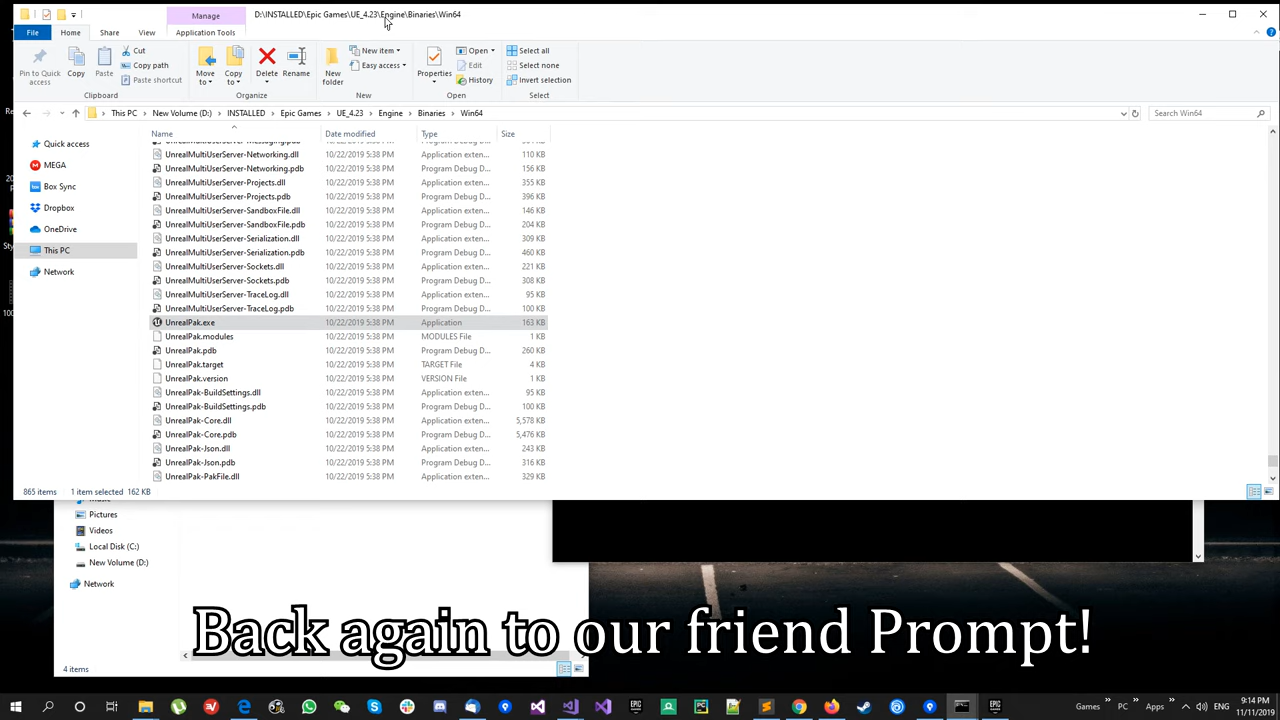 Manage
D:\INSTALLED\Epic Games\UE_4.23\Engine\Binaries\Win64
File
Home
Share
View
Application Tools
Pin to Quick access
Copy
Paste
Cut
Copy path
Paste shortcut
Clipboard
Move to
Copy to
Delete
Rename
Organize
New folder
New item
Easy access
New
Properties
Open
Edit
History
Open
Select all
Select none
Invert selection
Select
This PC > New Volume (D:) > INSTALLED > Epic Games > UE_4.23 > Engine > Binaries > Win64
Search Win64
Quick access
MEGA
Box Sync
Dropbox
OneDrive
This PC
Network
Name Date modified Type Size
UnrealMultiUserServer-Networking.dll 10/22/2019 5:38 PM Application exten... 110 KB
UnrealMultiUserServer-Networking.pdb 10/22/2019 5:38 PM Program Debug D... 156 KB
UnrealMultiUserServer-Projects.dll 10/22/2019 5:38 PM Application exten... 355 KB
UnrealMultiUserServer-Projects.pdb 10/22/2019 5:38 PM Program Debug D... 396 KB
UnrealMultiUserServer-SandboxFile.dll 10/22/2019 5:38 PM Application exten... 146 KB
UnrealMultiUserServer-SandboxFile.pdb 10/22/2019 5:38 PM Program Debug D... 204 KB
UnrealMultiUserServer-Serialization.dll 10/22/2019 5:38 PM Application exten... 309 KB
UnrealMultiUserServer-Serialization.pdb 10/22/2019 5:38 PM Program Debug D... 460 KB
UnrealMultiUserServer-Sockets.dll 10/22/2019 5:38 PM Application exten... 221 KB
UnrealMultiUserServer-Sockets.pdb 10/22/2019 5:38 PM Program Debug D... 308 KB
UnrealMultiUserServer-TraceLog.dll 10/22/2019 5:38 PM Application exten... 95 KB
UnrealMultiUserServer-TraceLog.pdb 10/22/2019 5:38 PM Program Debug D... 100 KB
UnrealPak.exe 10/22/2019 5:38 PM Application 163 KB
UnrealPak.modules 10/22/2019 5:38 PM MODULES File 1 KB
UnrealPak.pdb 10/22/2019 5:38 PM Program Debug D... 260 KB
UnrealPak.target 10/22/2019 5:38 PM TARGET File 4 KB
UnrealPak.version 10/22/2019 5:38 PM VERSION File 1 KB
UnrealPak-BuildSettings.dll 10/22/2019 5:38 PM Application exten... 95 KB
UnrealPak-BuildSettings.pdb 10/22/2019 5:38 PM Program Debug D... 100 KB
UnrealPak-Core.dll 10/22/2019 5:38 PM Application exten... 5,578 KB
UnrealPak-Core.pdb 10/22/2019 5:38 PM Program Debug D... 5,476 KB
UnrealPak-Json.dll 10/22/2019 5:38 PM Application exten... 243 KB
UnrealPak-Json.pdb 10/22/2019 5:38 PM Program Debug D... 316 KB
UnrealPak-PakFile.dll 10/22/2019 5:38 PM Application exten... 329 KB
865 items 1 item selected 162 KB
Pictures
Videos
Local Disk (C:)
New Volume (D:)
Network
Back again to our friend Prompt!
4 items
Games PC Apps ENG 9:14 PM
11/11/2019